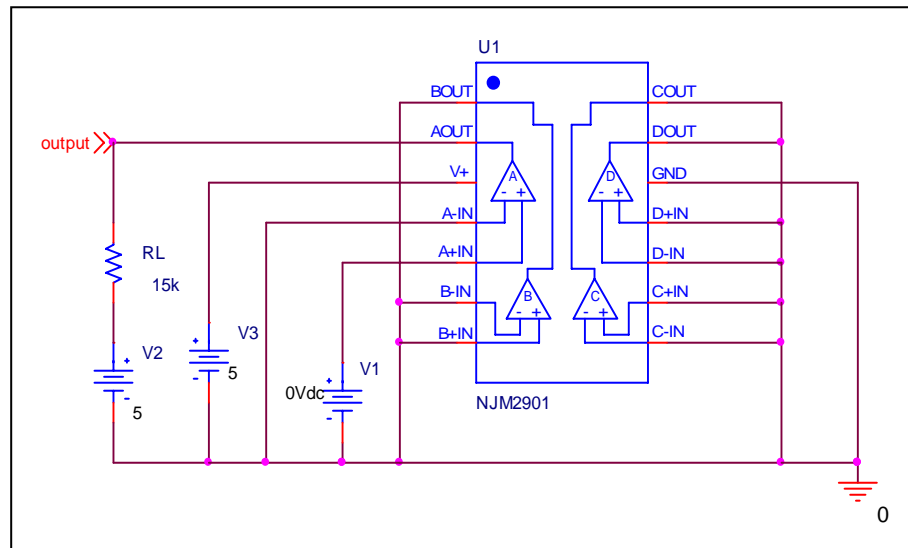 U1
BOUT
AOUT
V+
A-IN
A+IN
B-IN
B+IN
COUT
DOUT
GND
D+IN
D-IN
C+IN
C-IN
A
- +
D
- +
B
- +
C
- +
NJM2901
output
RL
15k
+
V2
-
5
+
V3
-
5
+
V1
0Vdc
-
0